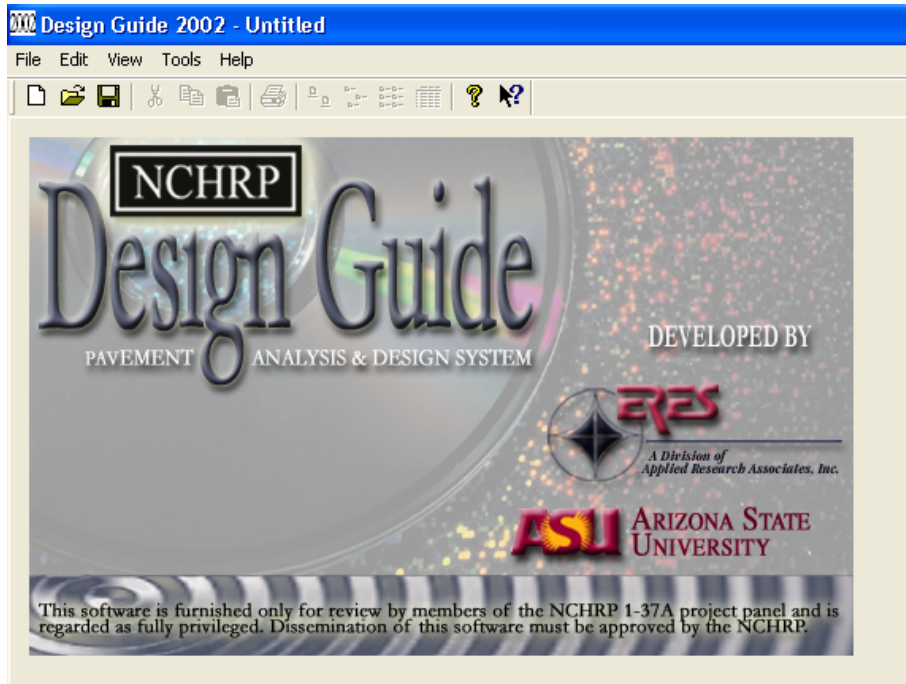 Design Guide 2002 - Untitled
File Edit View Tools Help
NCHRP
Design Guide
PAVEMENT ANALYSIS & DESIGN SYSTEM
DEVELOPED BY
ERES
A Division of
Applied Research Associates, Inc.
ASU ARIZONA STATE
UNIVERSITY
This software is furnished only for review by members of the NCHRP 1-37A project panel and is
regarded as fully privileged. Dissemination of this software must be approved by the NCHRP.